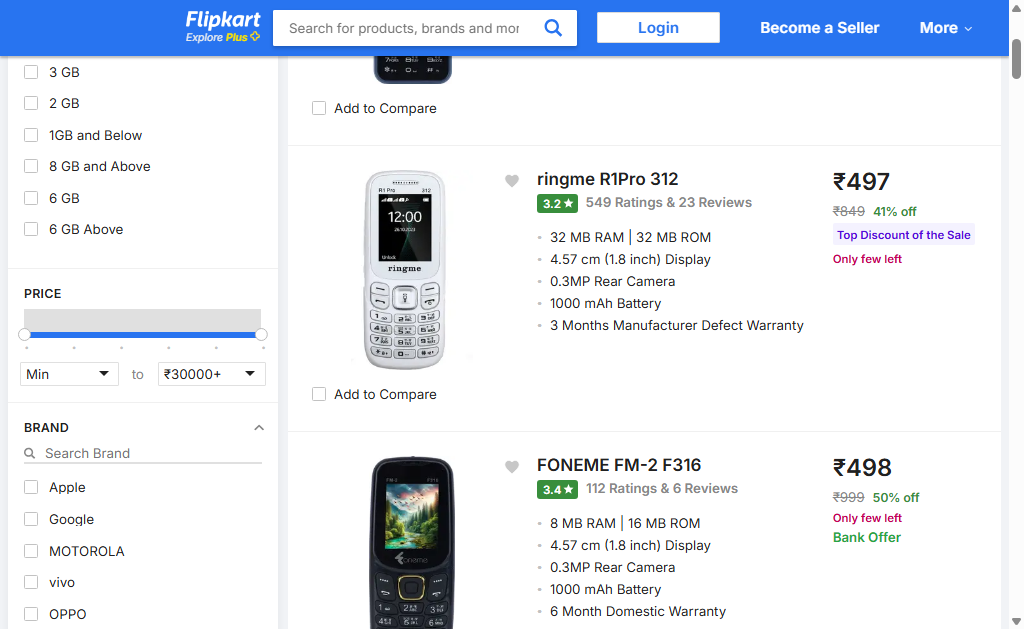 Flipkart
Explore Plus
Search for products, brands and mor
Login
Become a Seller
More
3 GB
2 GB
1GB and Below
8 GB and Above
6 GB
6 GB Above
PRICE
Min
to
₹30000+
BRAND
Search Brand
Apple
Google
MOTOROLA
vivo
OPPO
Add to Compare
R1 Pro 312
12:00
Unlock
ringme
Add to Compare
ringme R1Pro 312
3.2★ 549 Ratings & 23 Reviews
32 MB RAM | 32 MB ROM
4.57 cm (1.8 inch) Display
0.3MP Rear Camera
1000 mAh Battery
3 Months Manufacturer Defect Warranty
₹497
₹849 41% off
Top Discount of the Sale
Only few left
FM-2 F316
foneme
FONEME FM-2 F316
3.4★ 112 Ratings & 6 Reviews
8 MB RAM | 16 MB ROM
4.57 cm (1.8 inch) Display
0.3MP Rear Camera
1000 mAh Battery
6 Month Domestic Warranty
₹498
₹999 50% off
Only few left
Bank Offer